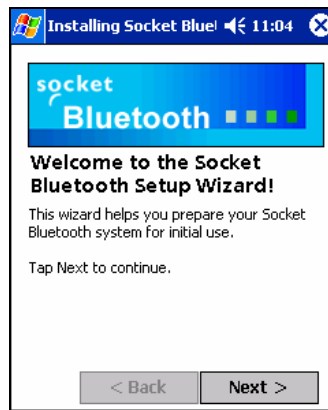 Installing Socket Bluet 11:04
socket
Bluetooth
Welcome to the Socket
Bluetooth Setup Wizard!
This wizard helps you prepare your Socket
Bluetooth system for initial use.
Tap Next to continue.
< Back Next >